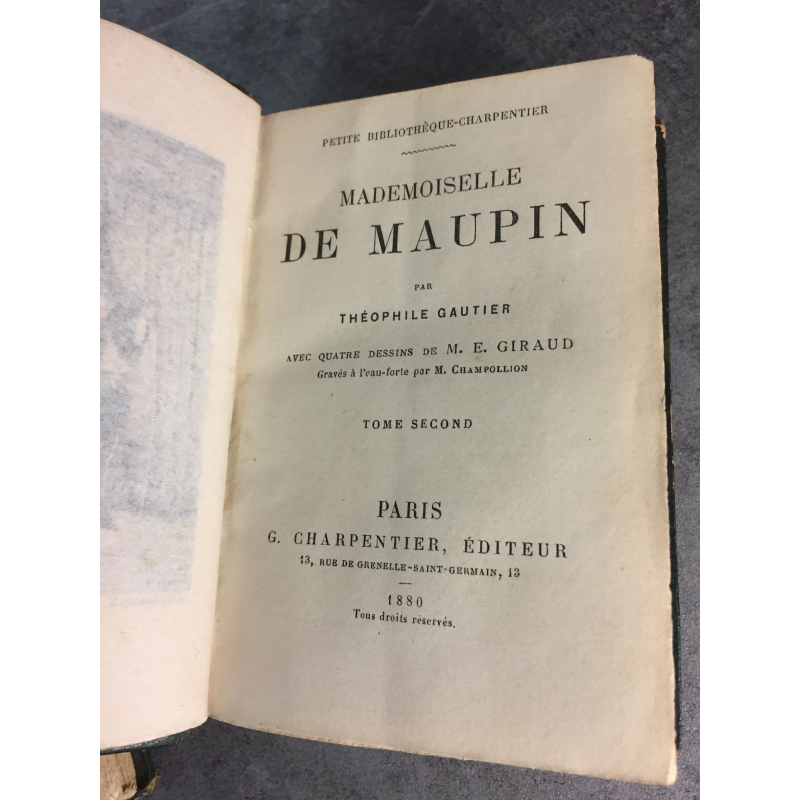 PETITE BIBLIOTHÈQUE-CHARPENTIER
MADEMOISELLE
DE MAUPIN
PAR
THÉOPHILE GAUTIER
AVEC QUATRE DESSINS DE M. E. GIRAUD
Gravés à l'eau-forte par M. CHAMPOLLION
TOME SECOND
PARIS
G. CHARPENTIER, ÉDITEUR
13, RUE DE GRENELLE-SAINT-GERMAIN, 13
1880
Tous droits réservés.